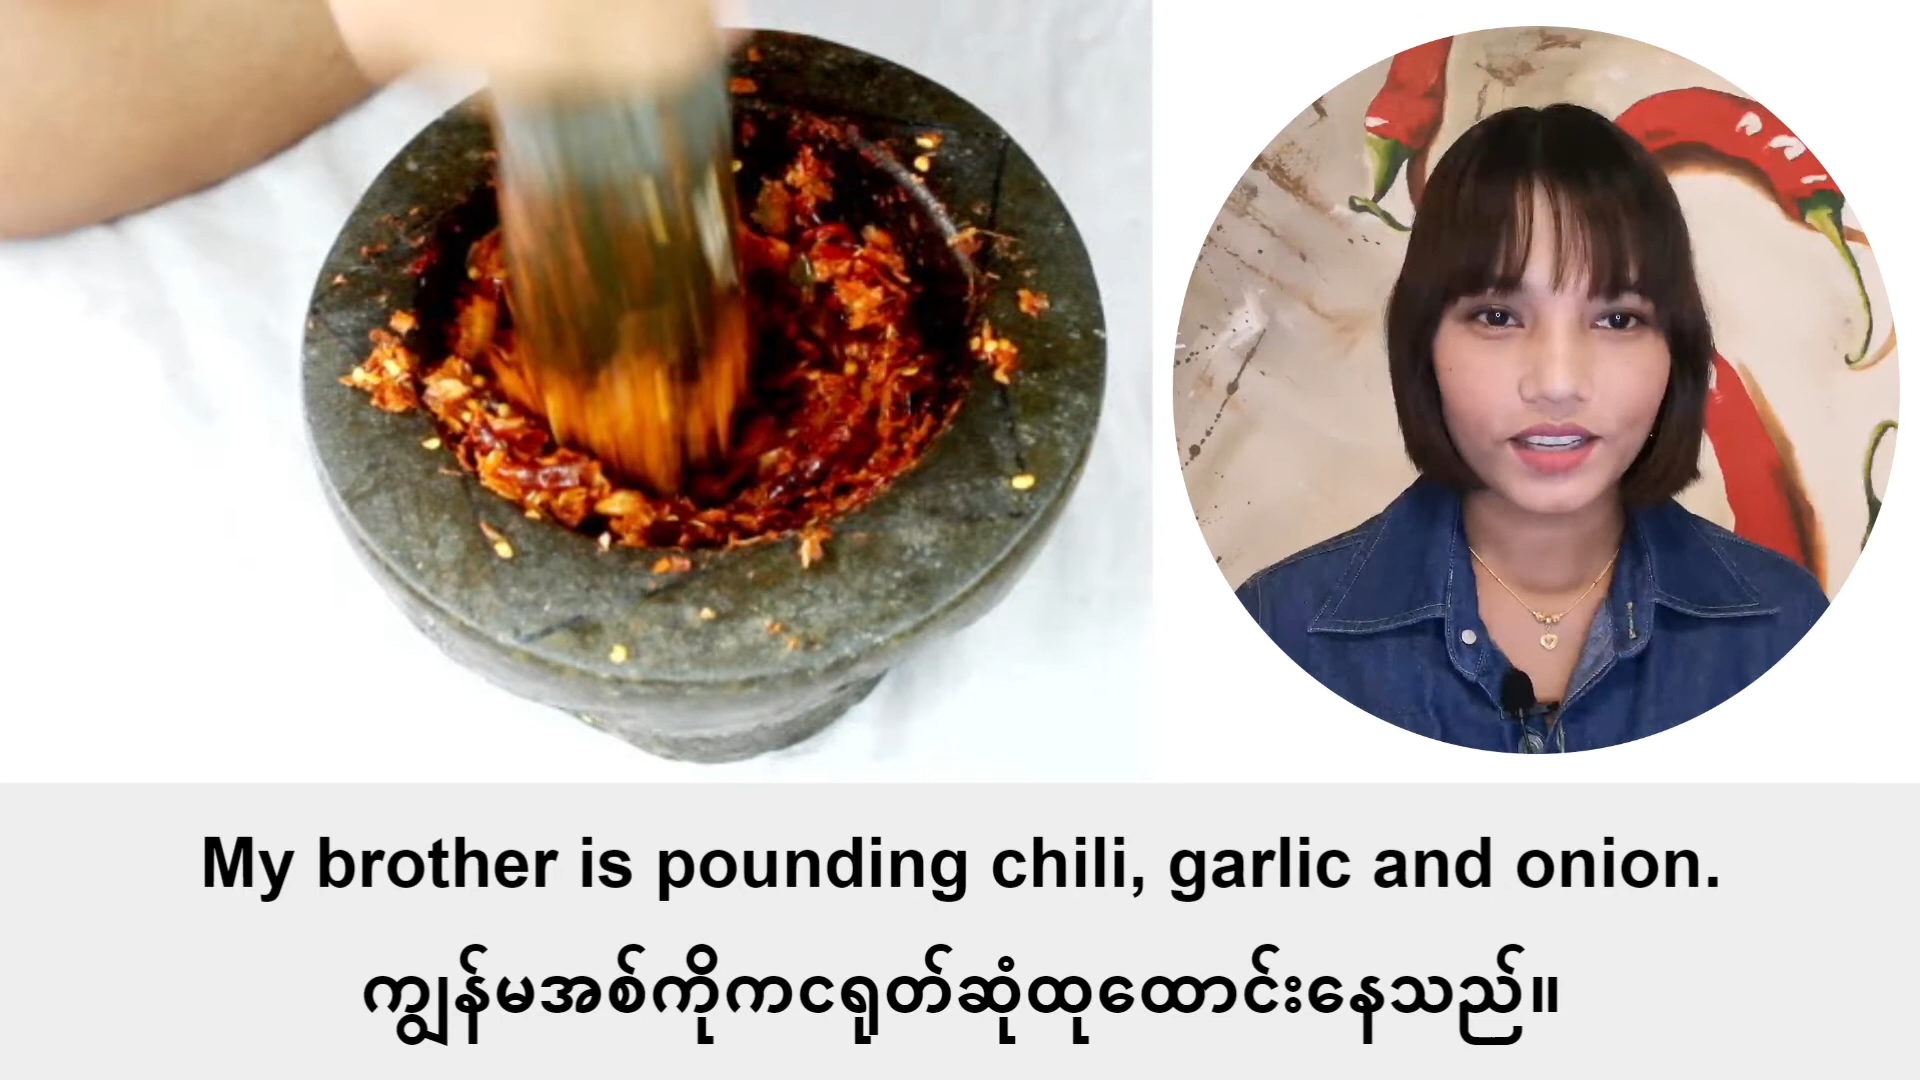 My brother is pounding chili, garlic and onion.
ကျွန်မအစ်ကိုကငရုတ်ဆုံထုထောင်းနေသည်။